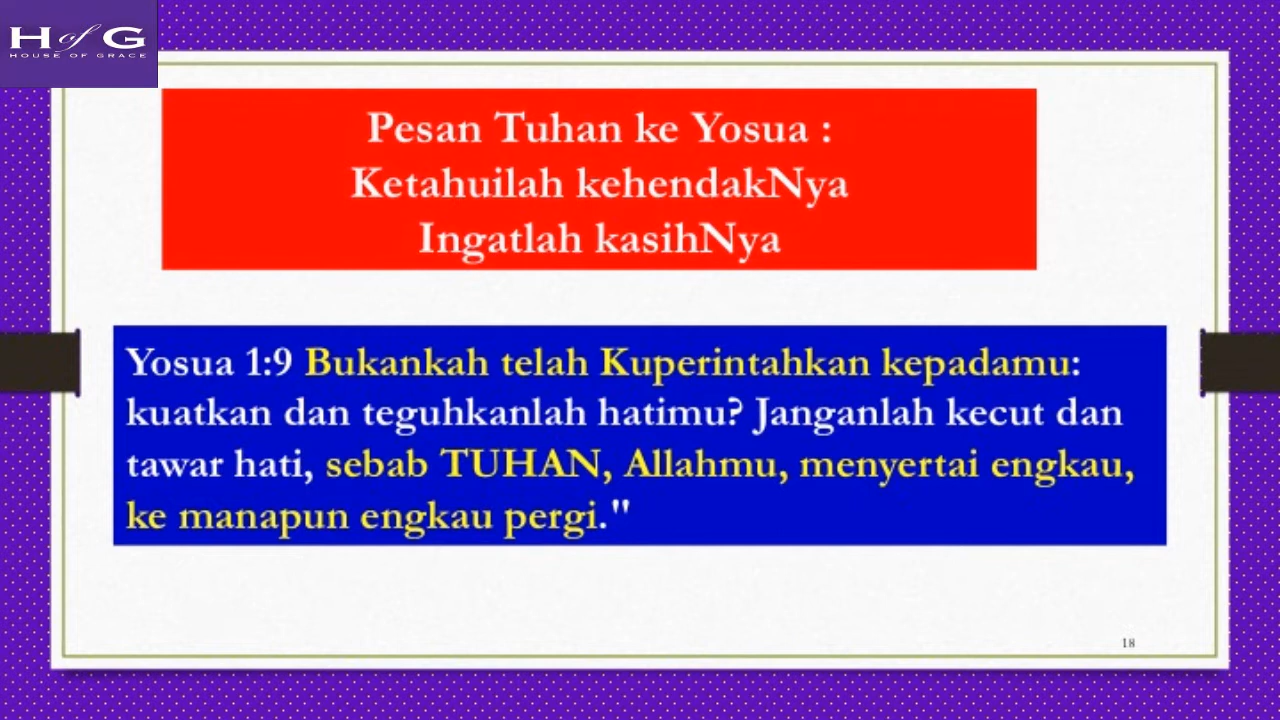 H of G
HOUSE OF GRACE
Pesan Tuhan ke Yosua :
Ketahuilah kehendakNya
Ingatlah kasihNya
Yosua 1:9 Bukankah telah Kuperintahkan kepadamu:
kuatkan dan teguhkanlah hatimu? Janganlah kecut dan
tawar hati, sebab TUHAN, Allahmu, menyertai engkau,
ke manapun engkau pergi."
18